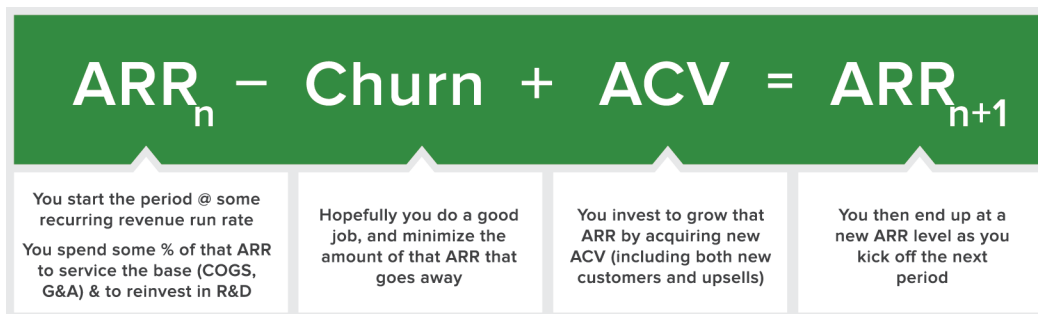 ARRn – Churn + ACV = ARRn+1
You start the period @ some
recurring revenue run rate
You spend some % of that ARR
to service the base (COGS,
G&A) & to reinvest in R&D
Hopefully you do a good
job, and minimize the
amount of that ARR that
goes away
You invest to grow that
ARR by acquiring new
ACV (including both new
customers and upsells)
You then end up at a
new ARR level as you
kick off the next
period